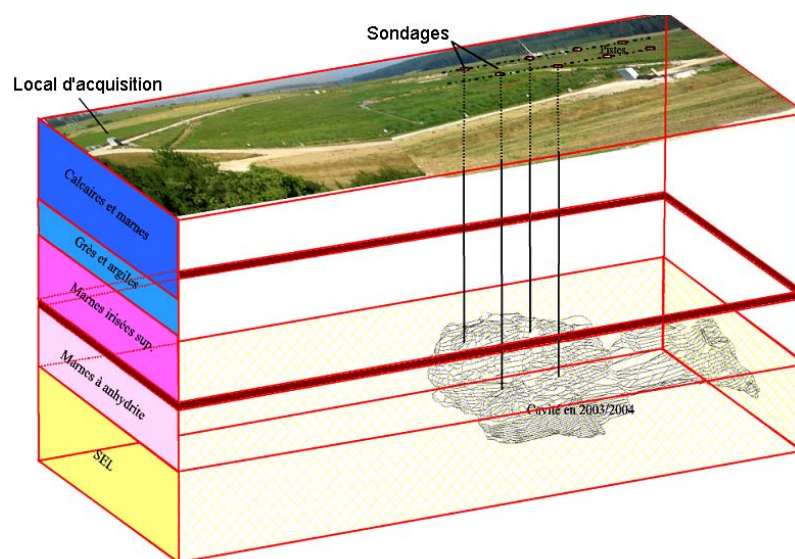 Sondages
Pistes
Local d'acquisition
Calcaires et marnes
Grès et argiles
Marnes irisées sup.
Marnes à anhydrite
SEL
Cavité en 2003/2004